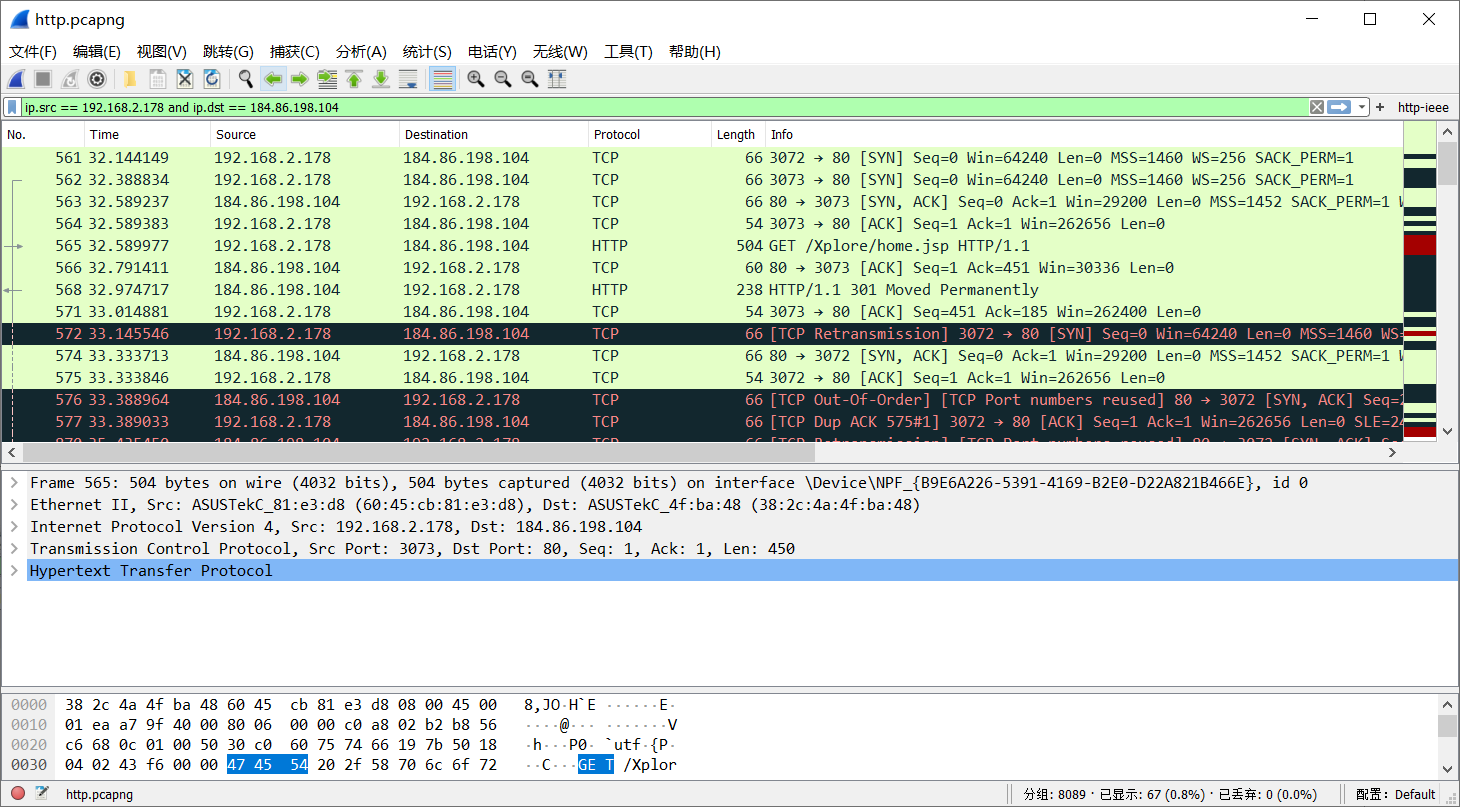 http.pcapng
文件(F) 编辑(E) 视图(V) 跳转(G) 捕获(C) 分析(A) 统计(S) 电话(Y) 无线(W) 工具(T) 帮助(H)
ip.src == 192.168.2.178 and ip.dst == 184.86.198.104 + http-ieee
No. Time Source Destination Protocol Length Info
561 32.144149 192.168.2.178 184.86.198.104 TCP 66 3072 → 80 [SYN] Seq=0 Win=64240 Len=0 MSS=1460 WS=256 SACK_PERM=1
562 32.388834 192.168.2.178 184.86.198.104 TCP 66 3073 → 80 [SYN] Seq=0 Win=64240 Len=0 MSS=1460 WS=256 SACK_PERM=1
563 32.589237 184.86.198.104 192.168.2.178 TCP 66 80 → 3073 [SYN, ACK] Seq=0 Ack=1 Win=29200 Len=0 MSS=1452 SACK_PERM=1
564 32.589383 192.168.2.178 184.86.198.104 TCP 54 3073 → 80 [ACK] Seq=1 Ack=1 Win=262656 Len=0
565 32.589977 192.168.2.178 184.86.198.104 HTTP 504 GET /Xplore/home.jsp HTTP/1.1
566 32.791411 184.86.198.104 192.168.2.178 TCP 60 80 → 3073 [ACK] Seq=1 Ack=451 Win=30336 Len=0
568 32.974717 184.86.198.104 192.168.2.178 HTTP 238 HTTP/1.1 301 Moved Permanently
571 33.014881 192.168.2.178 184.86.198.104 TCP 54 3073 → 80 [ACK] Seq=451 Ack=185 Win=262400 Len=0
572 33.145546 192.168.2.178 184.86.198.104 TCP 66 [TCP Retransmission] 3072 → 80 [SYN] Seq=0 Win=64240 Len=0 MSS=1460 WS=
574 33.333713 184.86.198.104 192.168.2.178 TCP 66 80 → 3072 [SYN, ACK] Seq=0 Ack=1 Win=29200 Len=0 MSS=1452 SACK_PERM=1
575 33.333846 192.168.2.178 184.86.198.104 TCP 54 3072 → 80 [ACK] Seq=1 Ack=1 Win=262656 Len=0
576 33.388964 184.86.198.104 192.168.2.178 TCP 66 [TCP Out-Of-Order] [TCP Port numbers reused] 80 → 3072 [SYN, ACK] Seq=
577 33.389033 192.168.2.178 184.86.198.104 TCP 66 [TCP Dup ACK 575#1] 3072 → 80 [ACK] Seq=1 Ack=1 Win=262656 Len=0 SLE=
Frame 565: 504 bytes on wire (4032 bits), 504 bytes captured (4032 bits) on interface \Device\NPF_{B9E6A226-5391-4169-B2E0-D22A821B466E}, id 0
Ethernet II, Src: ASUSTekC_81:e3:d8 (60:45:cb:81:e3:d8), Dst: ASUSTekC_4f:ba:48 (38:2c:4a:4f:ba:48)
Internet Protocol Version 4, Src: 192.168.2.178, Dst: 184.86.198.104
Transmission Control Protocol, Src Port: 3073, Dst Port: 80, Seq: 1, Ack: 1, Len: 450
Hypertext Transfer Protocol
0000 38 2c 4a 4f ba 48 60 45 cb 81 e3 d8 08 00 45 00 8,JO·H`E ······E·
0010 01 ea a7 9f 40 00 80 06 00 00 c0 a8 02 b2 b8 56 ····@··· ·······V
0020 c6 68 0c 01 00 50 30 c0 60 75 74 66 19 7b 50 18 ·h···P0· `utf·{P·
0030 04 02 43 f6 00 00 47 45 54 20 2f 58 70 6c 6f 72 ··C···GE T /Xplor
http.pcapng 分组: 8089 · 已显示: 67 (0.8%) · 已丢弃: 0 (0.0%) 配置: Default